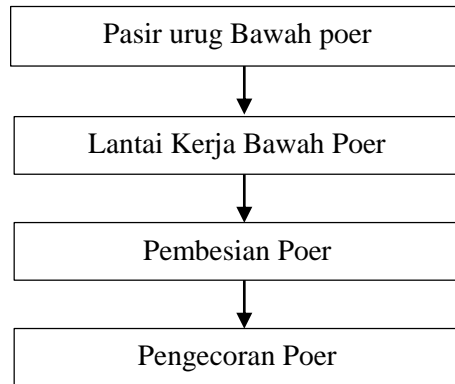 Pasir urug Bawah poer
Lantai Kerja Bawah Poer
Pembesian Poer
Pengecoran Poer